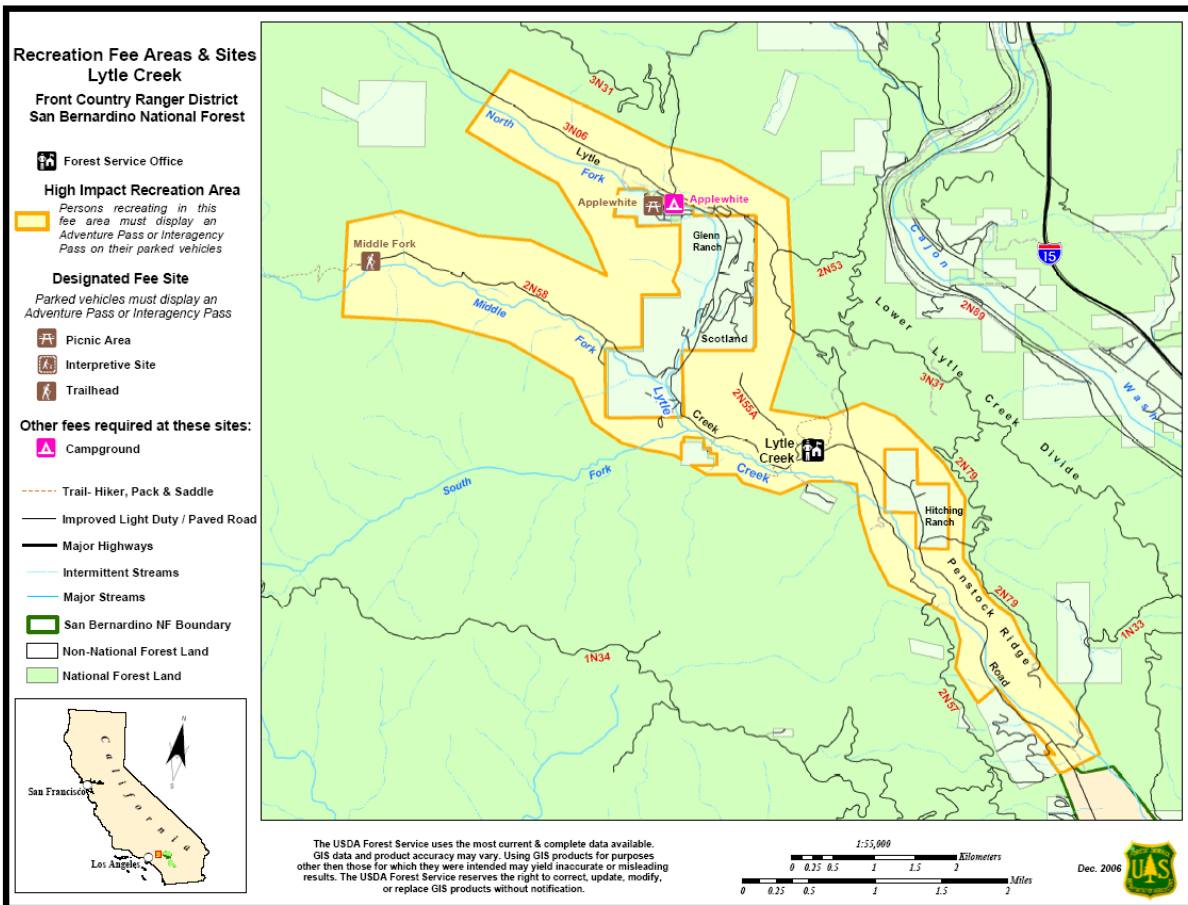 Recreation Fee Areas & Sites
Lytle Creek
Front Country Ranger District
San Bernardino National Forest
Forest Service Office
High Impact Recreation Area
Persons recreating in this
fee area must display an
Adventure Pass or Interagency
Pass on their parked vehicles
Designated Fee Site
Parked vehicles must display an
Adventure Pass or Interagency Pass
Picnic Area
Interpretive Site
Trailhead
Other fees required at these sites:
Campground
Trail- Hiker, Pack & Saddle
Improved Light Duty / Paved Road
Major Highways
Intermittent Streams
Major Streams
San Bernardino NF Boundary
Non-National Forest Land
National Forest Land
California
San Francisco
Los Angeles
N
S
3N31
North
3N06
Lytle
Fork
Applewhite
Applewhite
Glenn
Ranch
Cajon
15
Middle Fork
2N53
2N58
Lower
2N89
Middle
Scotland
Lytle
Fork
3N31
Wash
Lytle
2N55A
Creek
Creek
Lytle
Creek
Divide
Creek
2N79
South
Fork
Hitching
Ranch
Penstock Ridge
2N79
1N33
1N34
Road
2N57
The USDA Forest Service uses the most current & complete data available.
GIS data and product accuracy may vary. Using GIS products for purposes
other than those for which they were intended may yield inaccurate or misleading
results. The USDA Forest Service reserves the right to correct, update, modify,
or replace GIS products without notification.
1:55,000
Kilometers
0 0.25 0.5 1 1.5 2
Miles
0 0.25 0.5 1 1.5 2
Dec. 2006
US